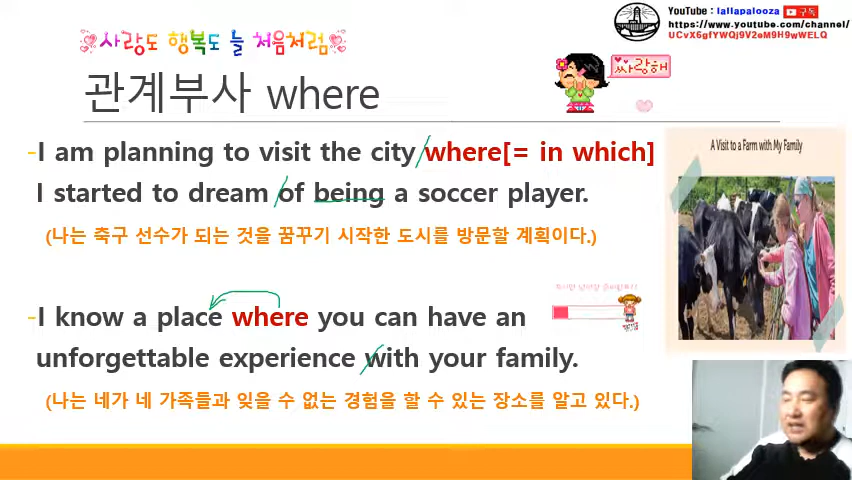 YouTube : lallapalooza 구독
https://www.youtube.com/channel/
UCvX6gfYWQj9V2eM9H9wWELQ
사랑도 행복도 늘 처음처럼
싸랑해
관계부사 where
-I am planning to visit the city where[= in which]
I started to dream of being a soccer player.
(나는 축구 선수가 되는 것을 꿈꾸기 시작한 도시를 방문할 계획이다.)
A Visit to a Farm with My Family
-I know a place where you can have an
unforgettable experience with your family.
(나는 네가 네 가족들과 잊을 수 없는 경험을 할 수 있는 장소를 알고 있다.)